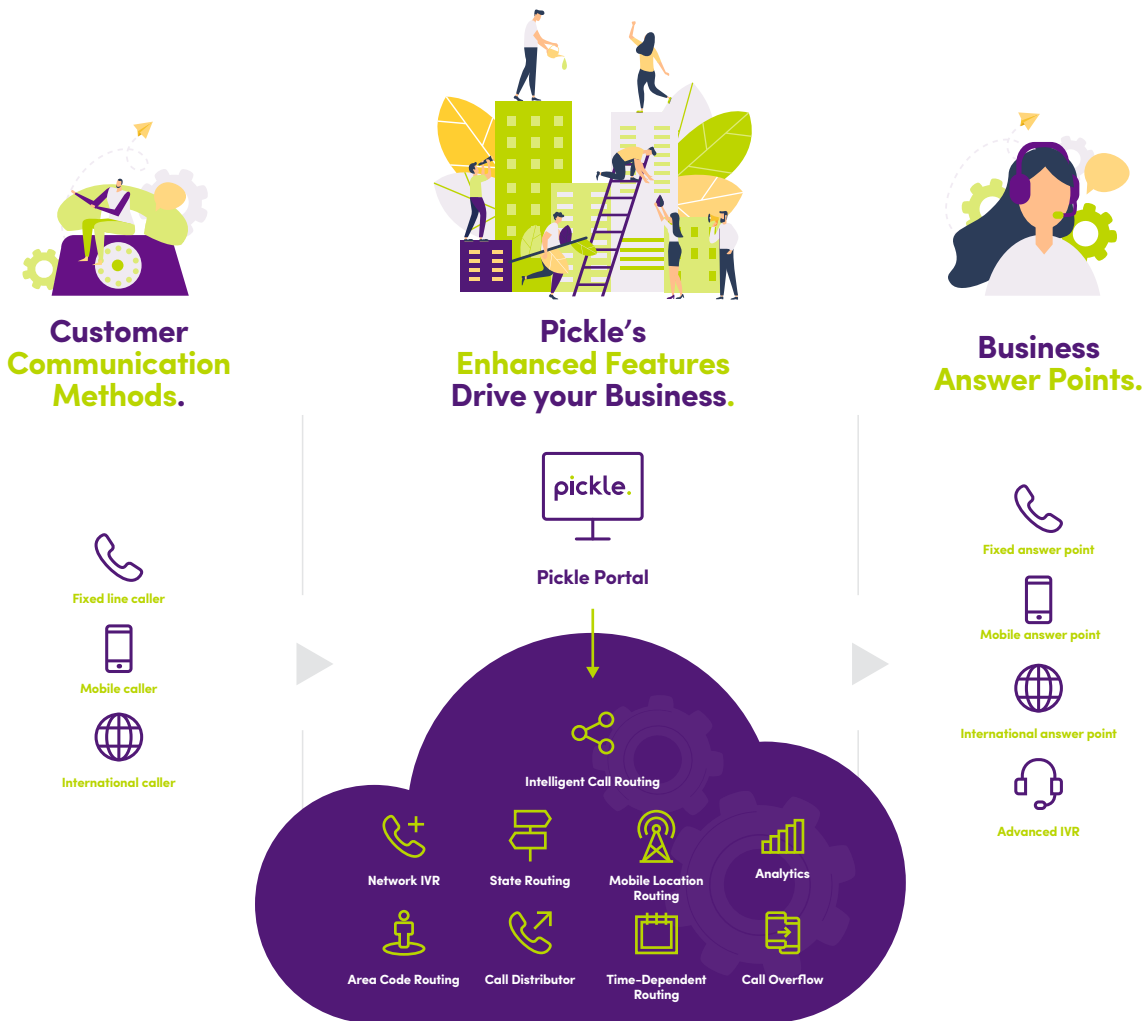 Customer
Communication
Methods.
Fixed line caller
Mobile caller
International caller
Pickle’s
Enhanced Features
Drive your Business.
pickle.
Pickle Portal
Intelligent Call Routing
Network IVR
State Routing
Mobile Location
Routing
Analytics
Area Code Routing
Call Distributor
Time-Dependent
Routing
Call Overflow
Business
Answer Points.
Fixed answer point
Mobile answer point
International answer point
Advanced IVR